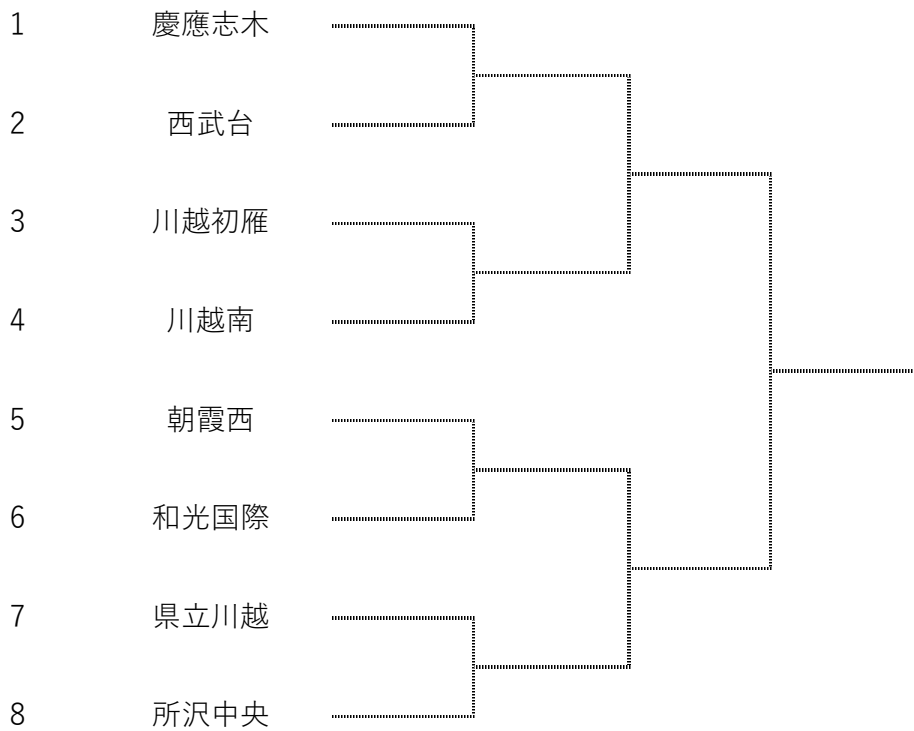 1 慶應志木
2 西武台
3 川越初雁
4 川越南
5 朝霞西
6 和光国際
7 県立川越
8 所沢中央